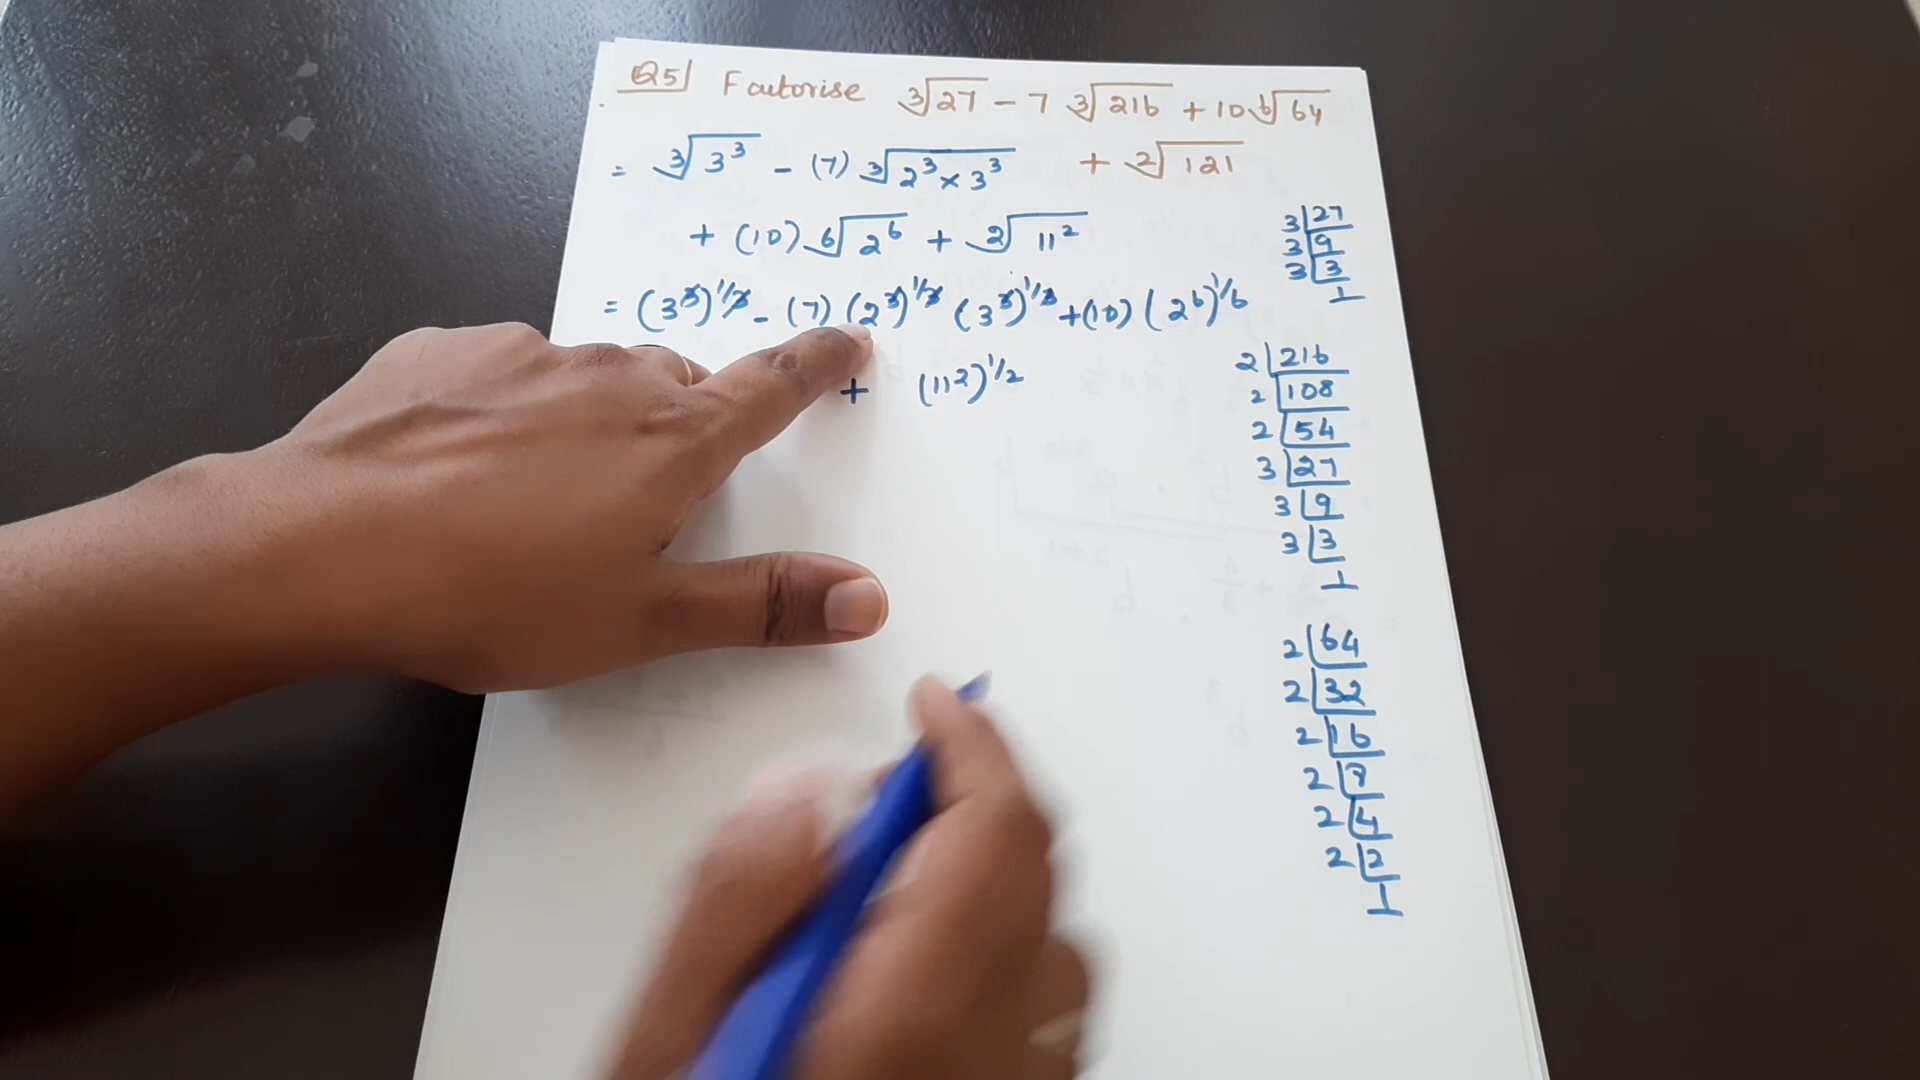 Q5) Factorise ∛27 - 7 ∛216 + 10 ⁶√64
+ ²√121
= ∛(3³) - (7) ∛(2³ × 3³)
+ (10) ⁶√(2⁶) + ²√(11²)
= (3³)^1/3 - (7) (2³)^1/3 (3³)^1/3 + (10) (2⁶)^1/6
+ (11²)^1/2
3 | 27
3 | 9
3 | 3
1
2 | 216
2 | 108
2 | 54
3 | 27
3 | 9
3 | 3
1
2 | 64
2 | 32
2 | 16
2 | 8
2 | 4
2 | 2
1